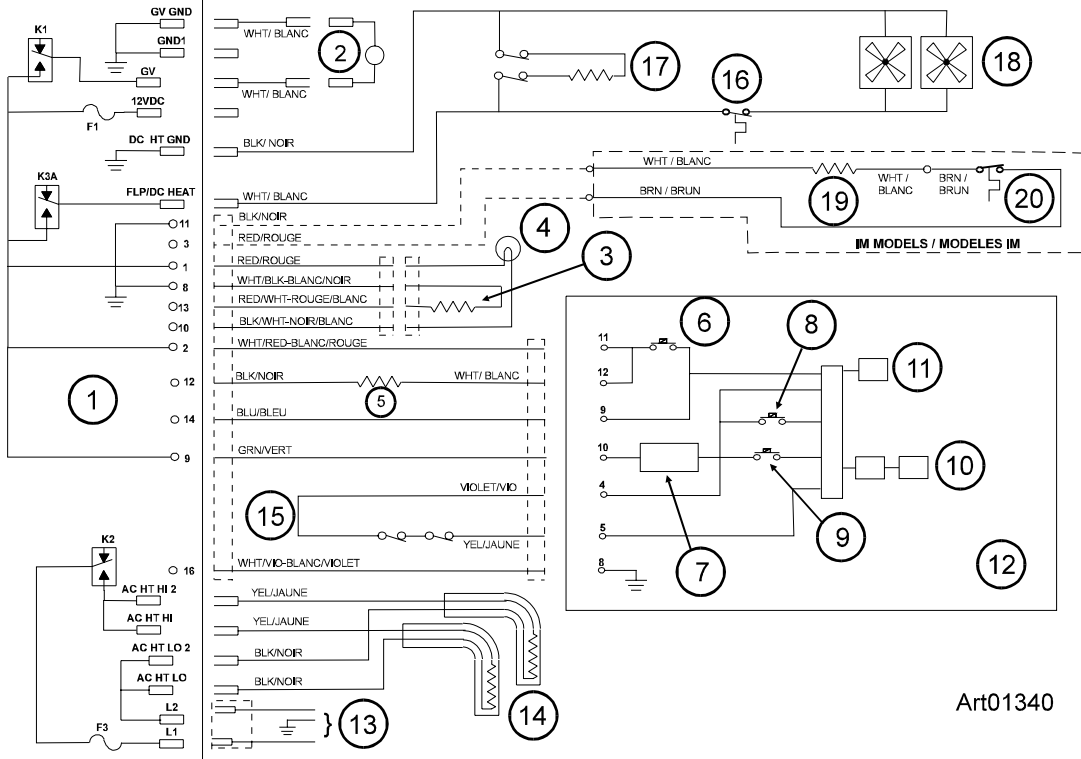 GV GND
K1
GND1
WHT/ BLANC
2
GV
WHT/ BLANC
12VDC
F1
17
18
16
DC HT GND
BLK/ NOIR
K3A
FLP/DC HEAT
WHT/ BLANC
BLK/NOIR
11
RED/ROUGE
3
RED/ROUGE
1
WHT/BLK-BLANC/NOIR
8
RED/WHT-ROUGE/BLANC
13
BLK/WHT-NOIR/BLANC
10
WHT/RED-BLANC/ROUGE
2
4
3
WHT / BLANC
BRN / BRUN
19
WHT /
BLANC
BRN /
BRUN
20
IM MODELS / MODELES IM
BLK/NOIR
WHT/ BLANC
12
5
1
BLU/BLEU
14
GRN/VERT
9
VIOLET/VIO
15
YEL/JAUNE
WHT/VIO-BLANC/VIOLET
16
6
8
11
12
9
10
4
5
8
11
10
9
7
12
K2
AC HT HI 2
YEL/JAUNE
AC HT HI
YEL/JAUNE
AC HT LO 2
BLK/NOIR
AC HT LO
BLK/NOIR
L2
F3
L1
}
13
14
Art01340